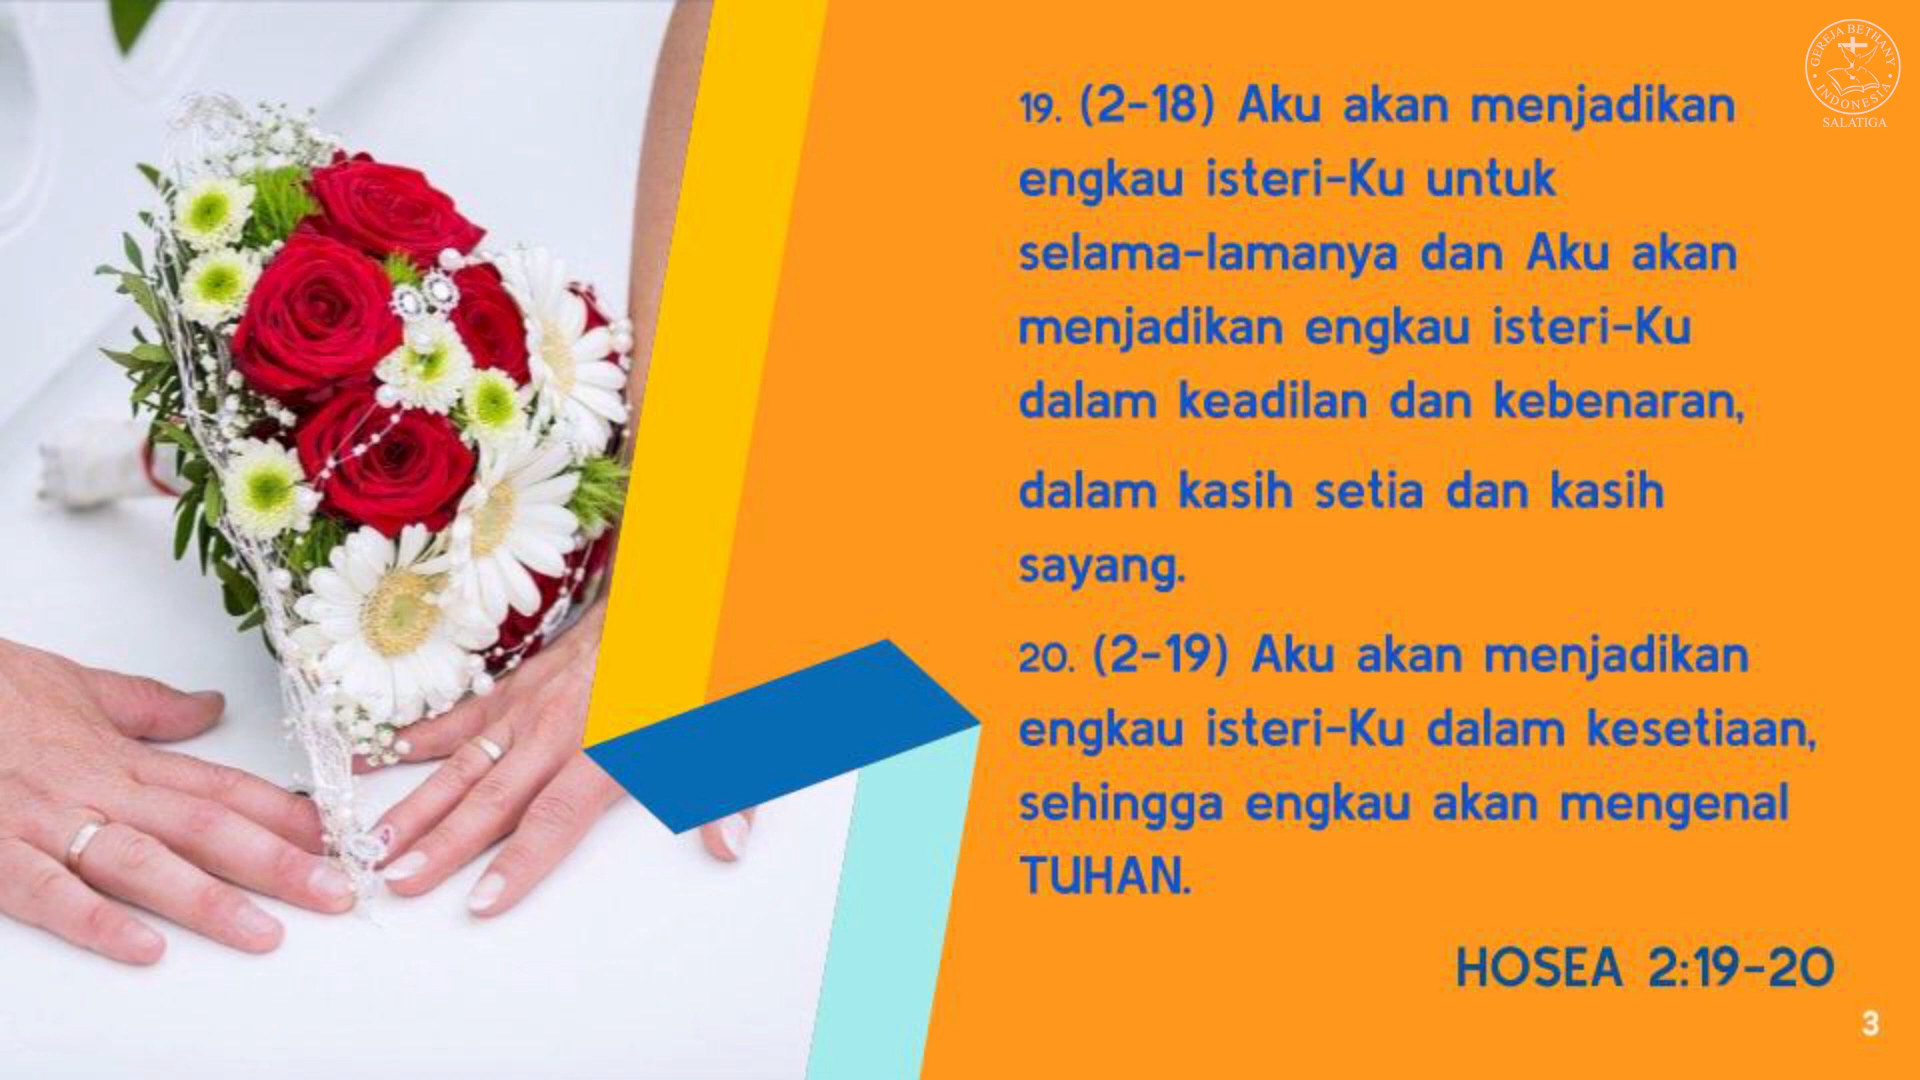 19. (2-18) Aku akan menjadikan
engkau isteri-Ku untuk
selama-lamanya dan Aku akan
menjadikan engkau isteri-Ku
dalam keadilan dan kebenaran,
dalam kasih setia dan kasih
sayang.
20. (2-19) Aku akan menjadikan
engkau isteri-Ku dalam kesetiaan,
sehingga engkau akan mengenal
TUHAN.
HOSEA 2:19-20
3
GEREJA BETHANY
INDONESIA
SALATIGA